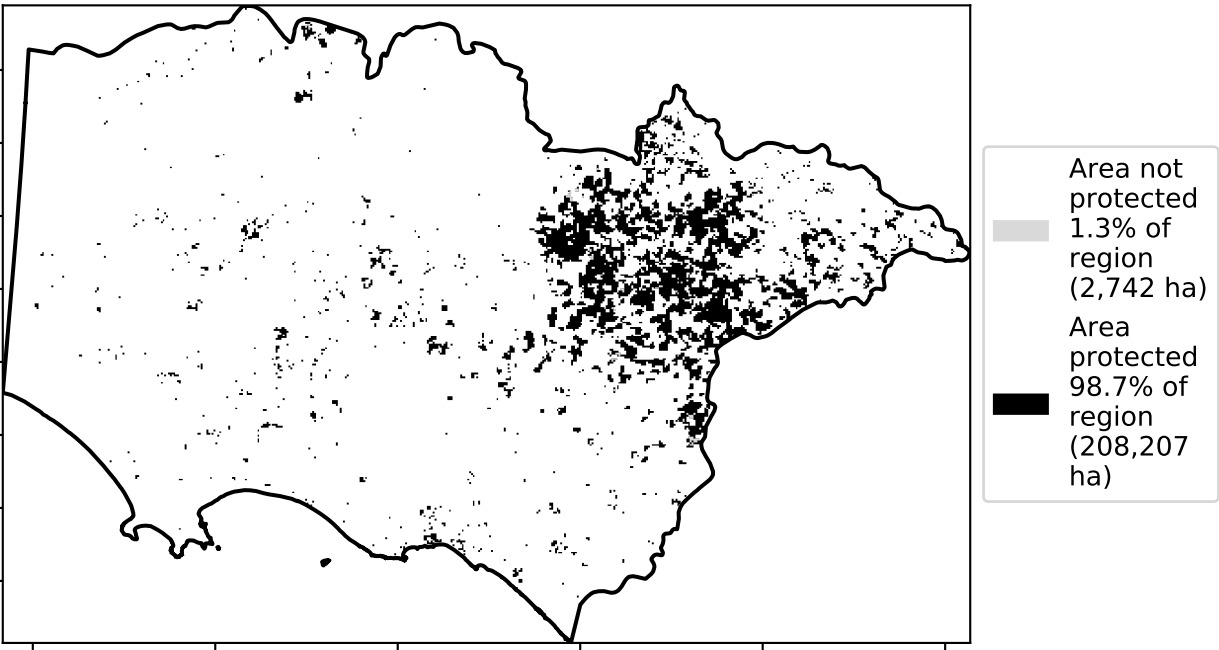 Area not
protected
1.3% of
region
(2,742 ha)
Area
protected
98.7% of
region
(208,207
ha)